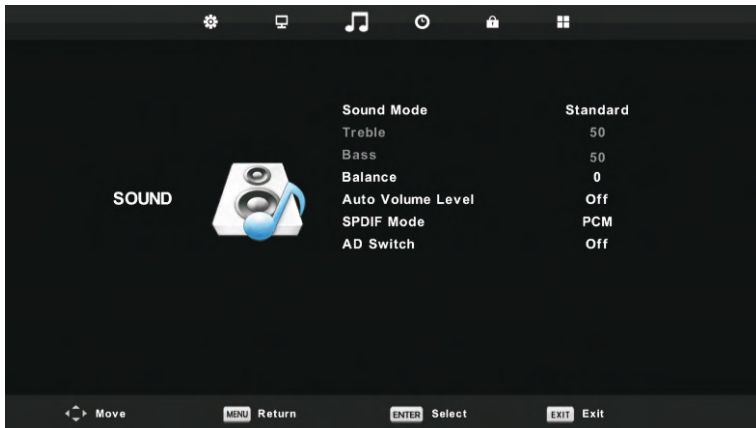 Sound Mode Standard
Treble 50
Bass 50
Balance 0
SOUND
Auto Volume Level Off
SPDIF Mode PCM
AD Switch Off
Move MENU Return ENTER Select EXIT Exit